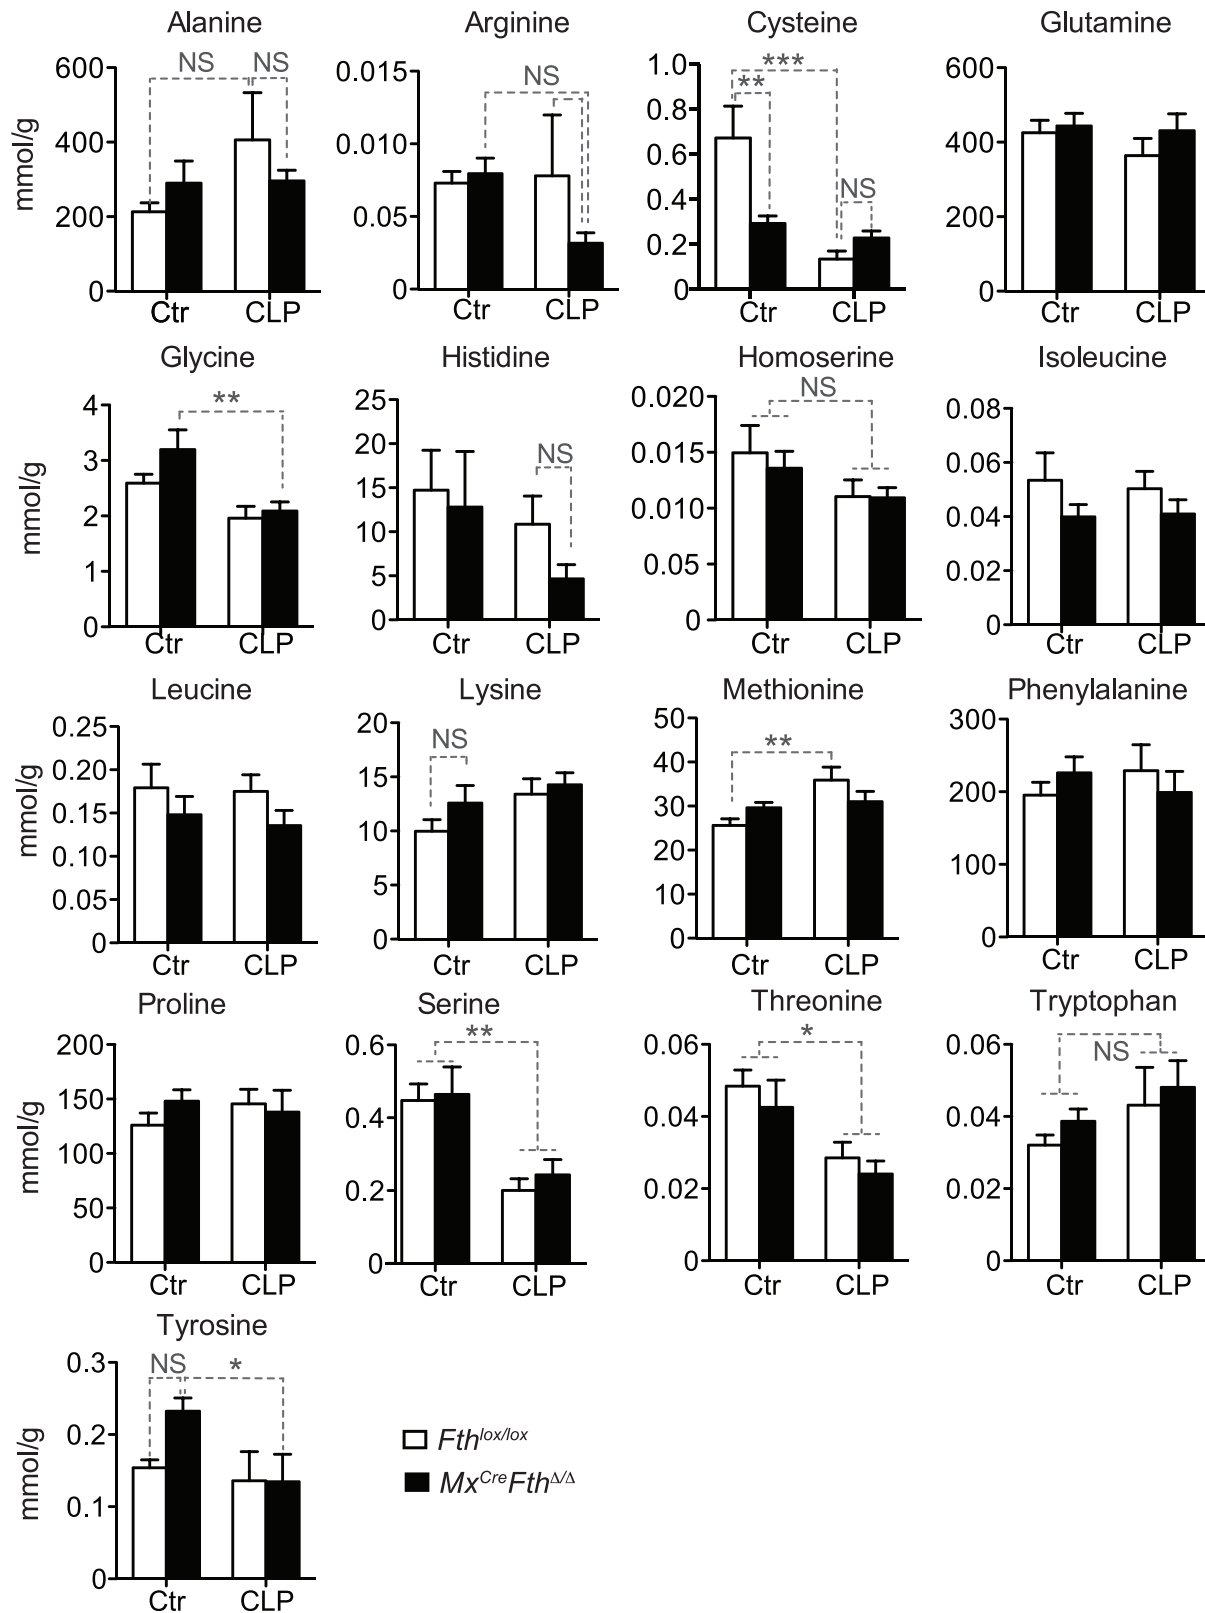 Alanine
mmol/g
600
400
200
0
NS
NS
Ctr
CLP
Arginine
0.015
0.010
0.050
0
NS
Ctr
CLP
Cysteine
1.0
0.8
0.6
0.4
0.2
0
***
**
NS
Ctr
CLP
Glutamine
600
400
200
0
Ctr
CLP
Glycine
mmol/g
4
3
2
1
0
**
Ctr
CLP
Histidine
25
20
15
10
5
0
NS
Ctr
CLP
Homoserine
0.020
0.015
0.010
0.050
0
NS
Ctr
CLP
Isoleucine
0.08
0.06
0.04
0.02
0
Ctr
CLP
Leucine
mmol/g
0.25
0.20
0.15
0.10
0.05
0
Ctr
CLP
Lysine
20
15
10
5
0
NS
Ctr
CLP
Methionine
50
40
30
20
10
0
**
Ctr
CLP
Phenylalanine
300
200
100
0
Ctr
CLP
Proline
mmol/g
200
150
100
50
0
Ctr
CLP
Serine
0.6
0.4
0.2
0
**
Ctr
CLP
Threonine
0.06
0.04
0.02
0
*
Ctr
CLP
Tryptophan
0.06
0.04
0.02
0
NS
Ctr
CLP
Tyrosine
mmol/g
0.3
0.2
0.1
0
NS
*
Ctr
CLP
Fth^lox/lox
Mx^Cre Fth^Δ/Δ